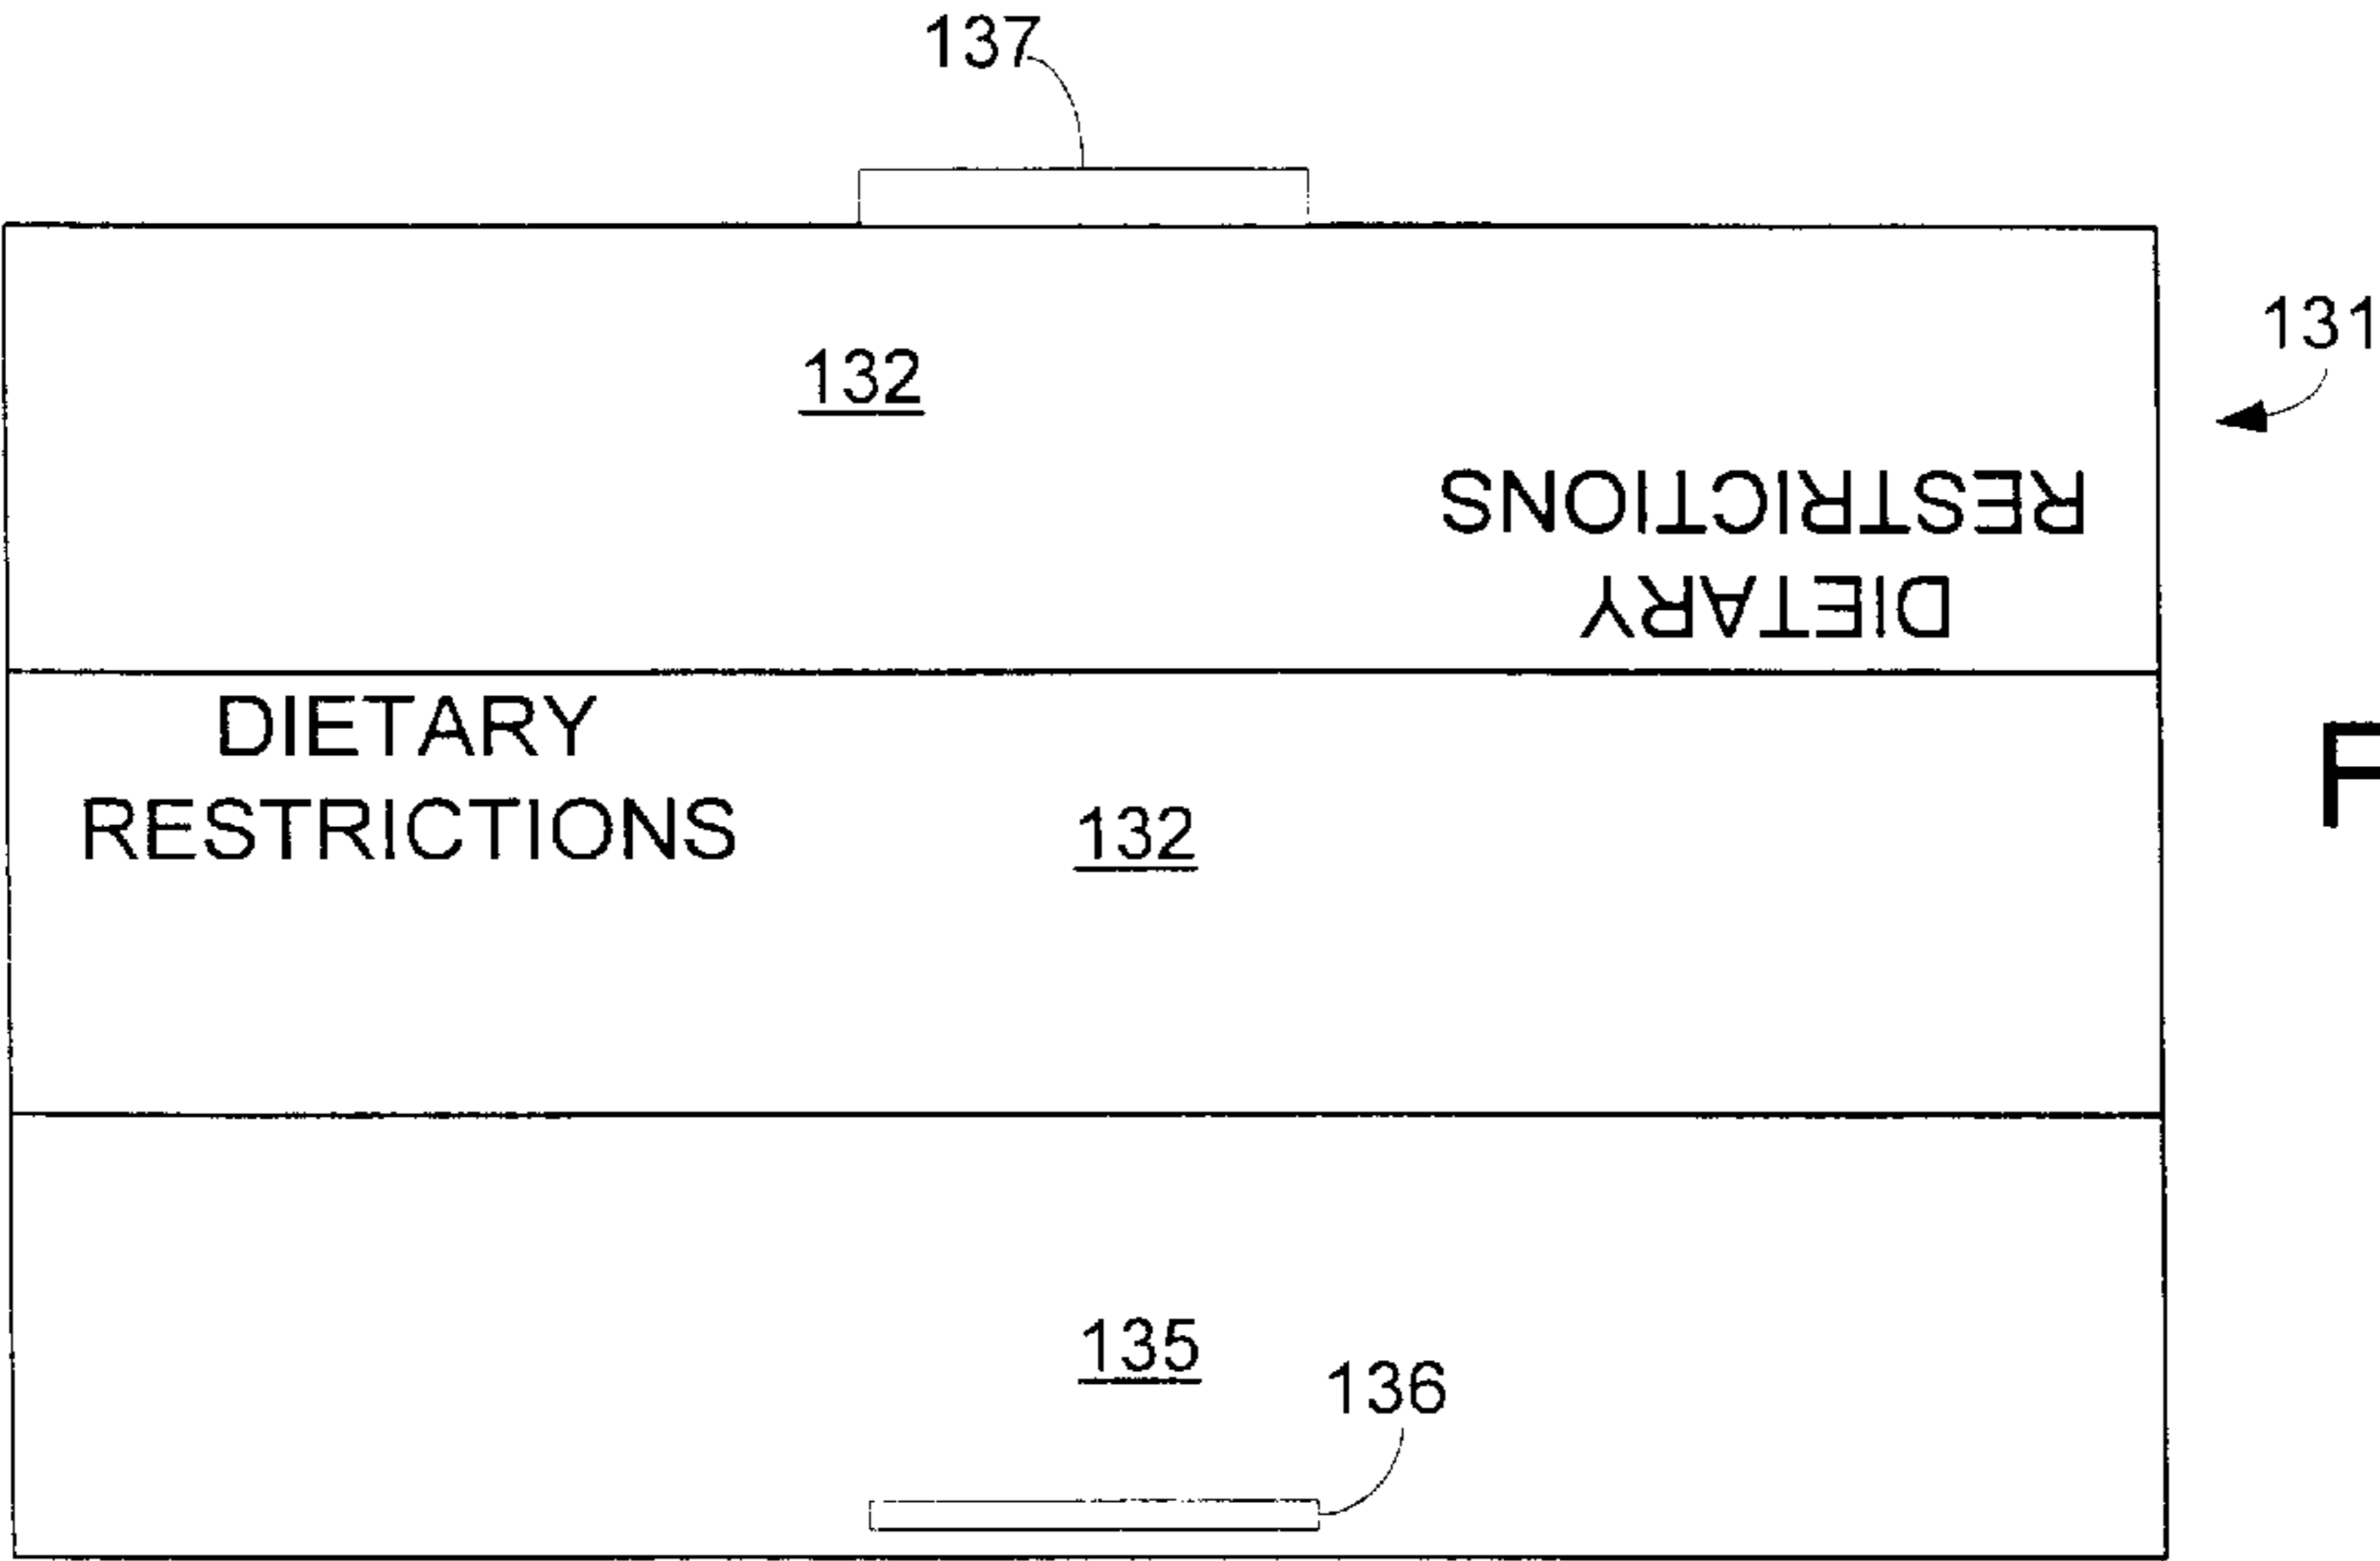 137
131
132
DIETARY
RESTRICTIONS
DIETARY
RESTRICTIONS
132
F
135
136